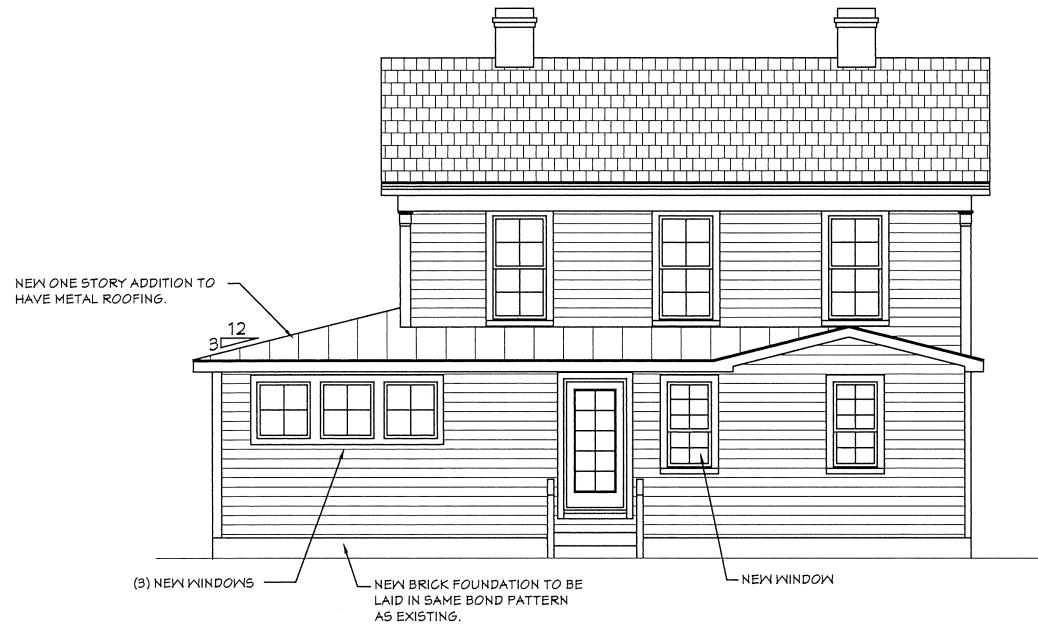 NEW ONE STORY ADDITION TO
HAVE METAL ROOFING.
12
3
(3) NEW WINDOWS
NEW BRICK FOUNDATION TO BE
LAID IN SAME BOND PATTERN
AS EXISTING.
NEW WINDOW